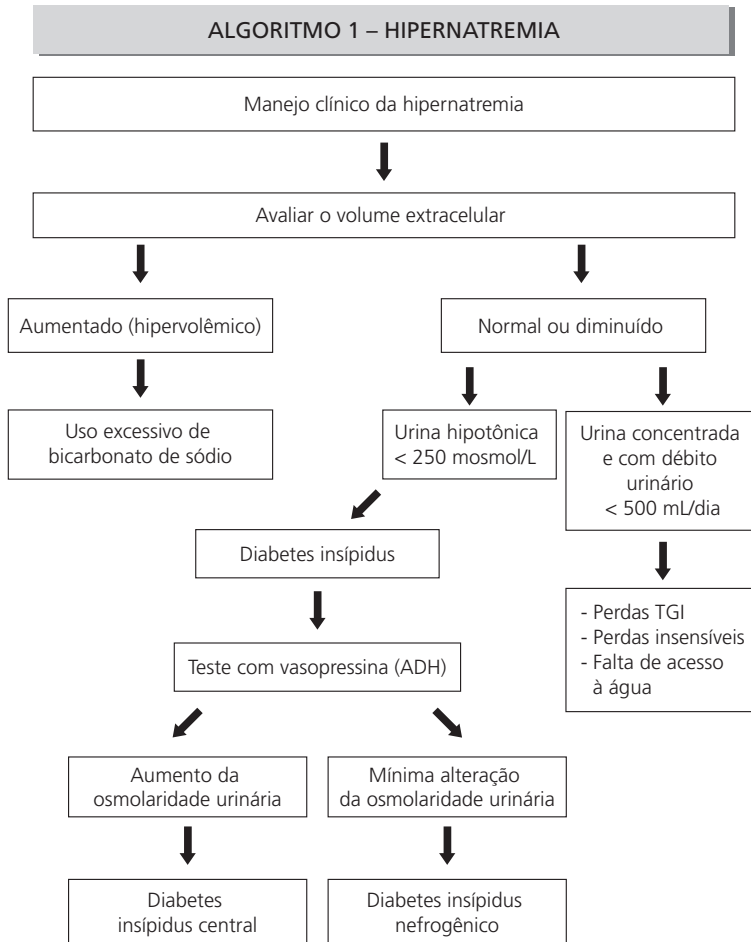 ALGORITMO 1 – HIPERNATREMIA
Manejo clínico da hipernatremia
Avaliar o volume extracelular
Aumentado (hipervolêmico)
Normal ou diminuído
Uso excessivo de
bicarbonato de sódio
Urina hipotônica
< 250 mosmol/L
Urina concentrada
e com débito
urinário
< 500 mL/dia
Diabetes insípidus
- Perdas TGI
- Perdas insensíveis
- Falta de acesso
à água
Teste com vasopressina (ADH)
Aumento da
osmolaridade urinária
Mínima alteração
da osmolaridade urinária
Diabetes
insípidus central
Diabetes insípidus
nefrogênico